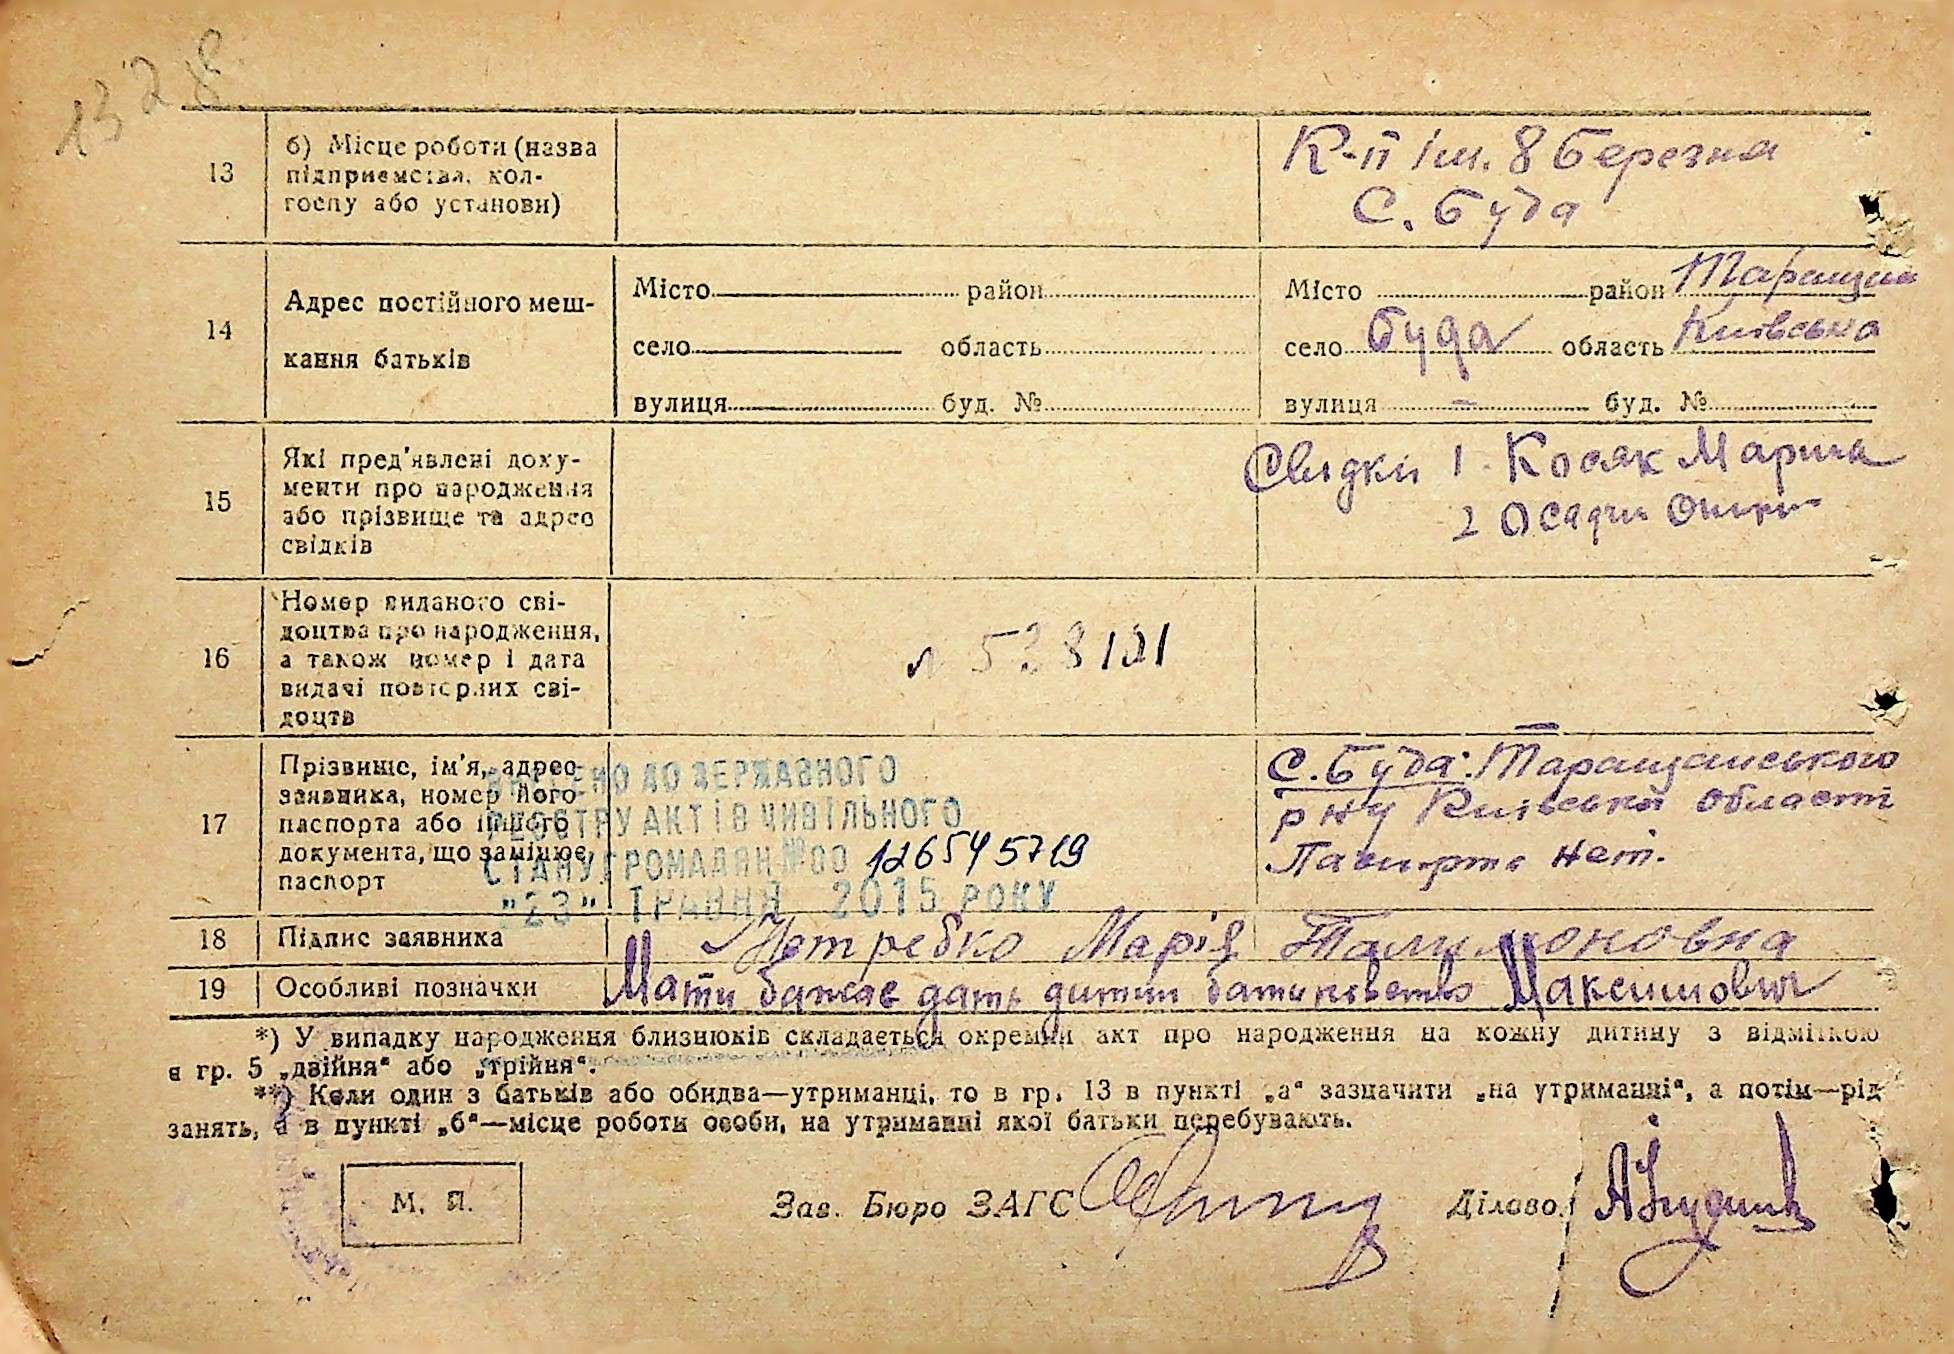 1328
13
б) Місце роботи (назва
підприємства, кол-
госпу або установи)
К-п ім. 8 Березня
С. Буда
14
Адрес постійного меш-
кання батьків
Місто район
село область
вулиця буд. №
Місто район Таращан
село Буда область Київська
вулиця - буд. №
15
Які пред'явлені доку-
менти про народження
або прізвище та адрес
свідків
Свидки 1. Косяк Марина
2 Осадчи
16
Номер виданого сві-
доцтва про народження,
а також номер і дата
видачі повторних сві-
доцтв
17
Прізвище, ім'я, адрес
заявника, номер його
паспорта або іншого
документа, що замінює
паспорт
ВНЕСЕНО ДО ДЕРЖАВНОГО
РЕЄСТРУ АКТІВ ЦИВІЛЬНОГО
СТАНУ ГРОМАДЯН №00 126545719
"23" ТРАВНЯ 2015 РОКУ
С. Буда Таращанського
р ну Київської області
Паспорта нет.
18
Підпис заявника
Нетребко Марія
19
Особливі позначки
Мати бажає дать дитині батьківство Максимович
*) У випадку народження близнюків складається окремий акт про народження на кожну дитину з відміткою
в гр. 5 „двійня“ або „трійня“.
**) Коли один з батьків або обидва—утриманці, то в гр. 13 в пункті „а“ зазначити „на утриманні“, а потім—рід
занять, а в пункті „б“—місце роботи особи, на утриманні якої батьки перебувають.
М. П.
Зав. Бюро ЗАГС
Ділово